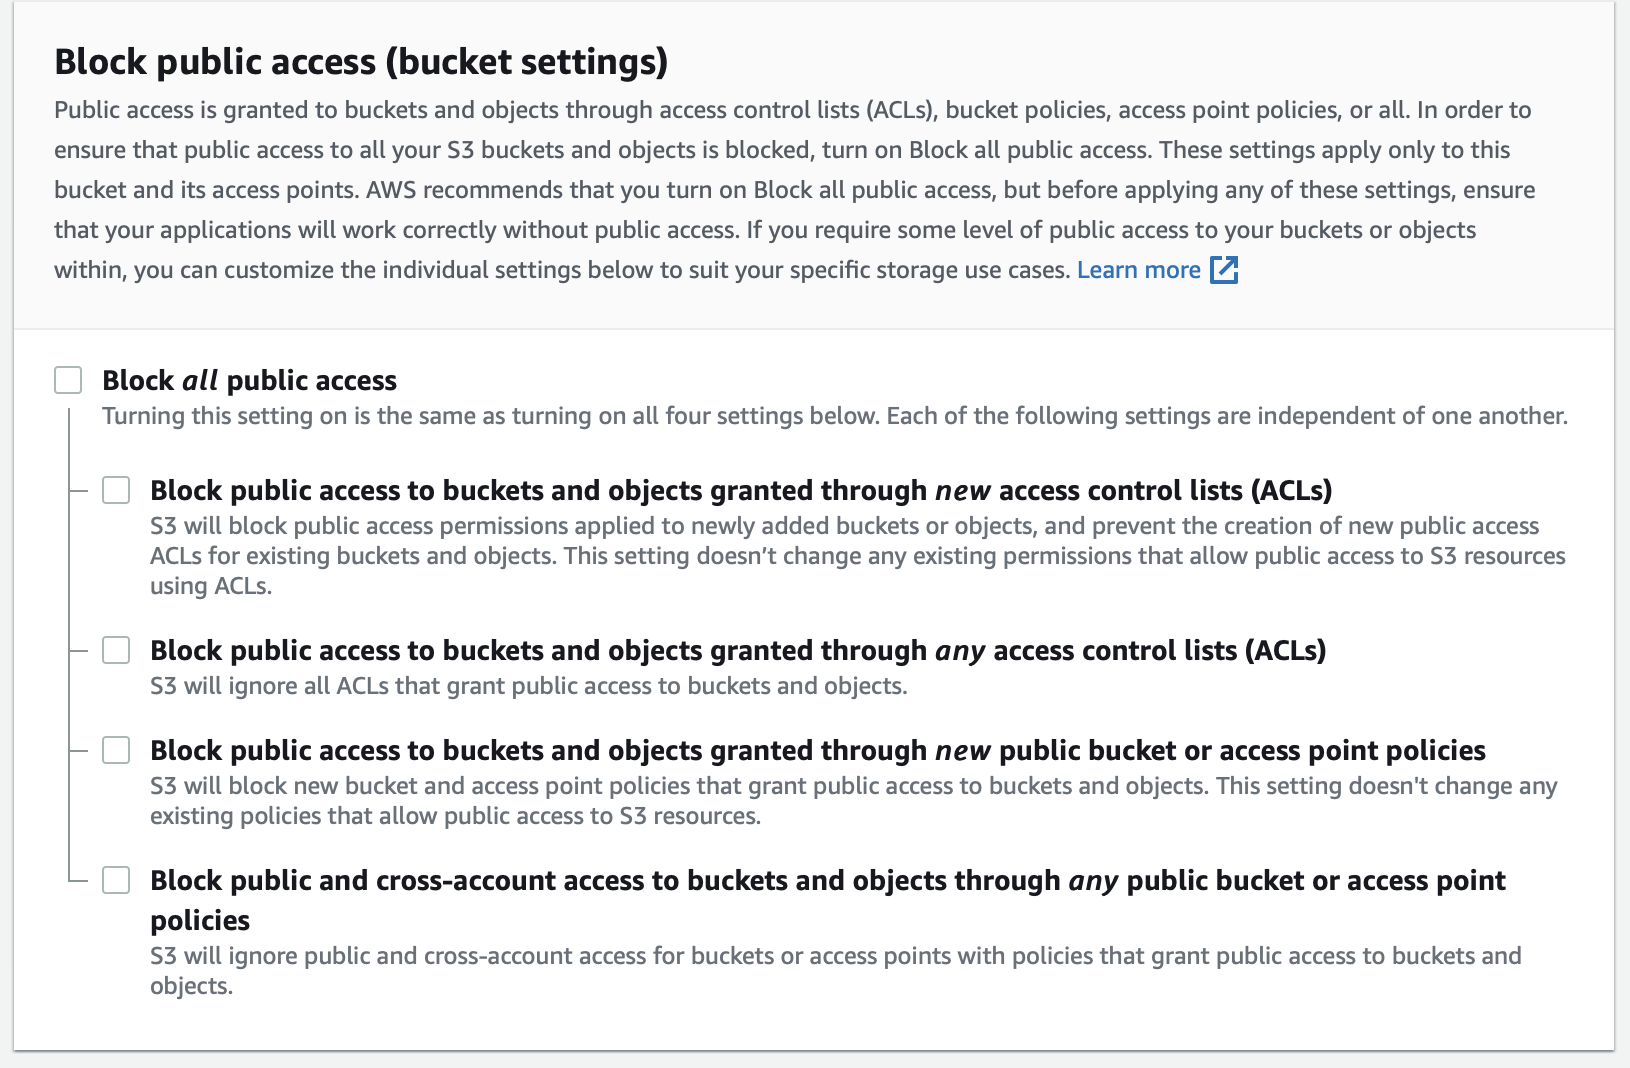 Block public access (bucket settings)
Public access is granted to buckets and objects through access control lists (ACLs), bucket policies, access point policies, or all. In order to
ensure that public access to all your S3 buckets and objects is blocked, turn on Block all public access. These settings apply only to this
bucket and its access points. AWS recommends that you turn on Block all public access, but before applying any of these settings, ensure
that your applications will work correctly without public access. If you require some level of public access to your buckets or objects
within, you can customize the individual settings below to suit your specific storage use cases. Learn more
Block all public access
Turning this setting on is the same as turning on all four settings below. Each of the following settings are independent of one another.
Block public access to buckets and objects granted through new access control lists (ACLs)
S3 will block public access permissions applied to newly added buckets or objects, and prevent the creation of new public access
ACLs for existing buckets and objects. This setting doesn’t change any existing permissions that allow public access to S3 resources
using ACLs.
Block public access to buckets and objects granted through any access control lists (ACLs)
S3 will ignore all ACLs that grant public access to buckets and objects.
Block public access to buckets and objects granted through new public bucket or access point policies
S3 will block new bucket and access point policies that grant public access to buckets and objects. This setting doesn't change any
existing policies that allow public access to S3 resources.
Block public and cross-account access to buckets and objects through any public bucket or access point
policies
S3 will ignore public and cross-account access for buckets or access points with policies that grant public access to buckets and
objects.